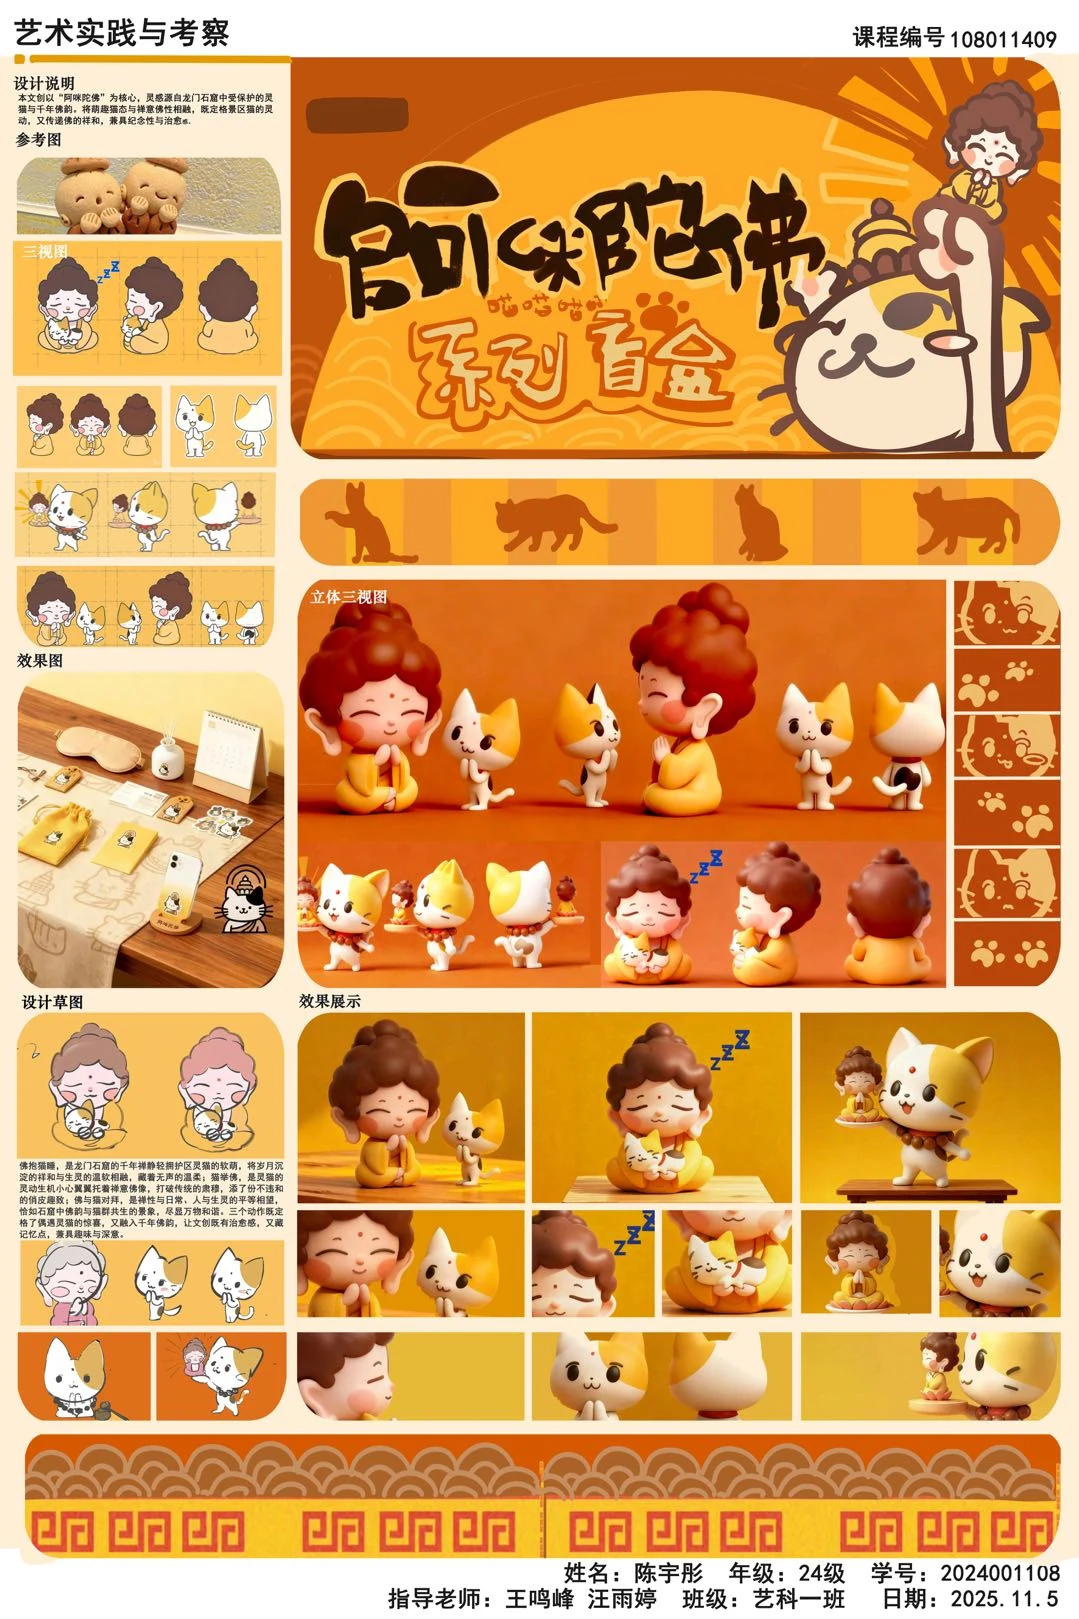 艺术实践与考察
课程编号 108011409
设计说明
本文创以“阿咪陀佛”为核心，灵感源自龙门石窟中受保护的灵
猫与千年佛韵。将萌趣猫态与禅意佛性相融，既定格景区猫的灵
动，又传递佛的祥和，兼具纪念性与治愈感。
参考图
三视图
zZZ
效果图
设计草图
佛抱猫睡，是龙门石窟的千年禅静轻拥护区灵猫的软萌，将岁月沉
淀的祥和与生灵的温软相融，藏着无声的温柔；猫举佛，是灵猫的
灵动生机小心翼翼托着禅意佛像，打破传统的肃穆，添了份不违和
的俏皮趣致；佛与猫对拜，是禅性与日常、人与生灵的平等相望，
恰如石窟中佛韵与猫群共生的景象，尽显万物和谐。三个动作既定
格了偶遇灵猫的惊喜，又融入千年佛韵，让文创既有治愈感，又藏
记忆点，兼具趣味与深意。
阿咪陀佛
喵喵喵喵
系列盲盒
立体三视图
zZZ
效果展示
zZZ
zZZ
姓名：陈宇彤 年级：24级 学号：2024001108
指导老师：王鸣峰 汪雨婷 班级：艺科一班 日期：2025.11.5